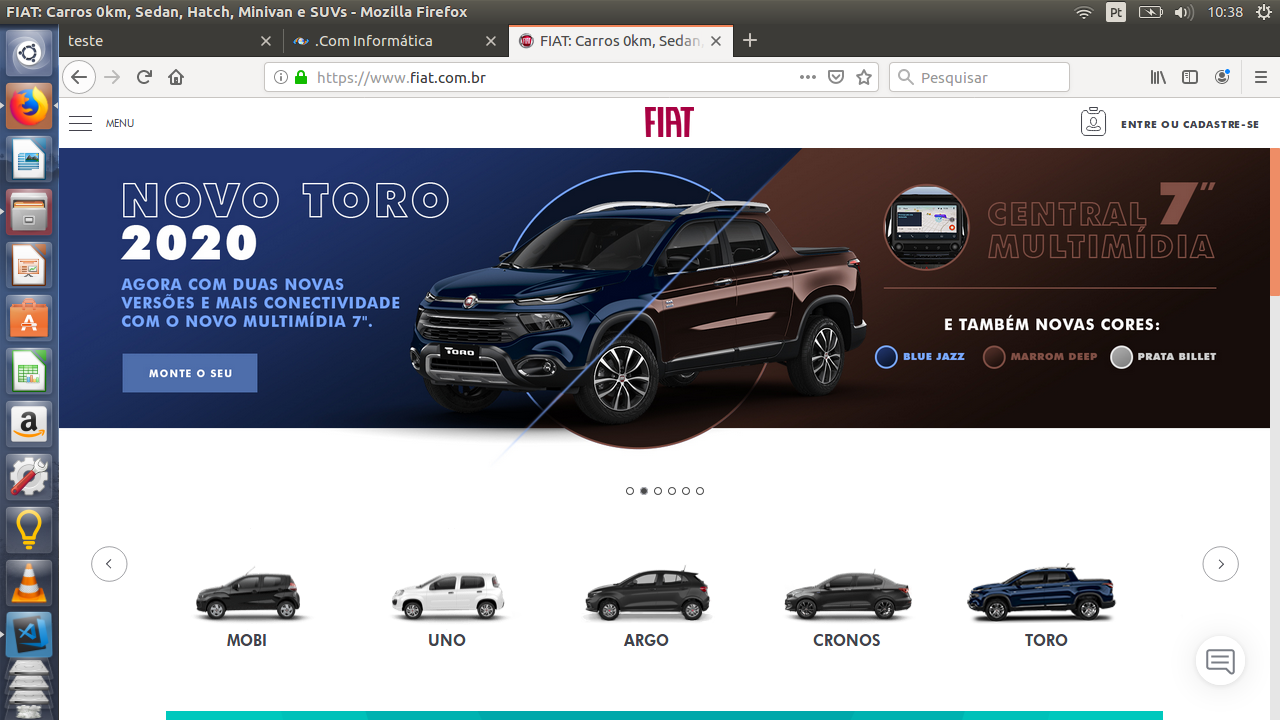 FIAT: Carros 0km, Sedan, Hatch, Minivan e SUVs - Mozilla Firefox
Pt
10:38
teste
.Com Informática
FIAT: Carros 0km, Sedan,
https://www.fiat.com.br
Pesquisar
MENU
FIAT
ENTRE OU CADASTRE-SE
NOVO TORO
2020
AGORA COM DUAS NOVAS
VERSÕES E MAIS CONECTIVIDADE
COM O NOVO MULTIMÍDIA 7".
MONTE O SEU
TORO
CENTRAL 7”
MULTIMÍDIA
E TAMBÉM NOVAS CORES:
BLUE JAZZ
MARROM DEEP
PRATA BILLET
MOBI
UNO
ARGO
CRONOS
TORO